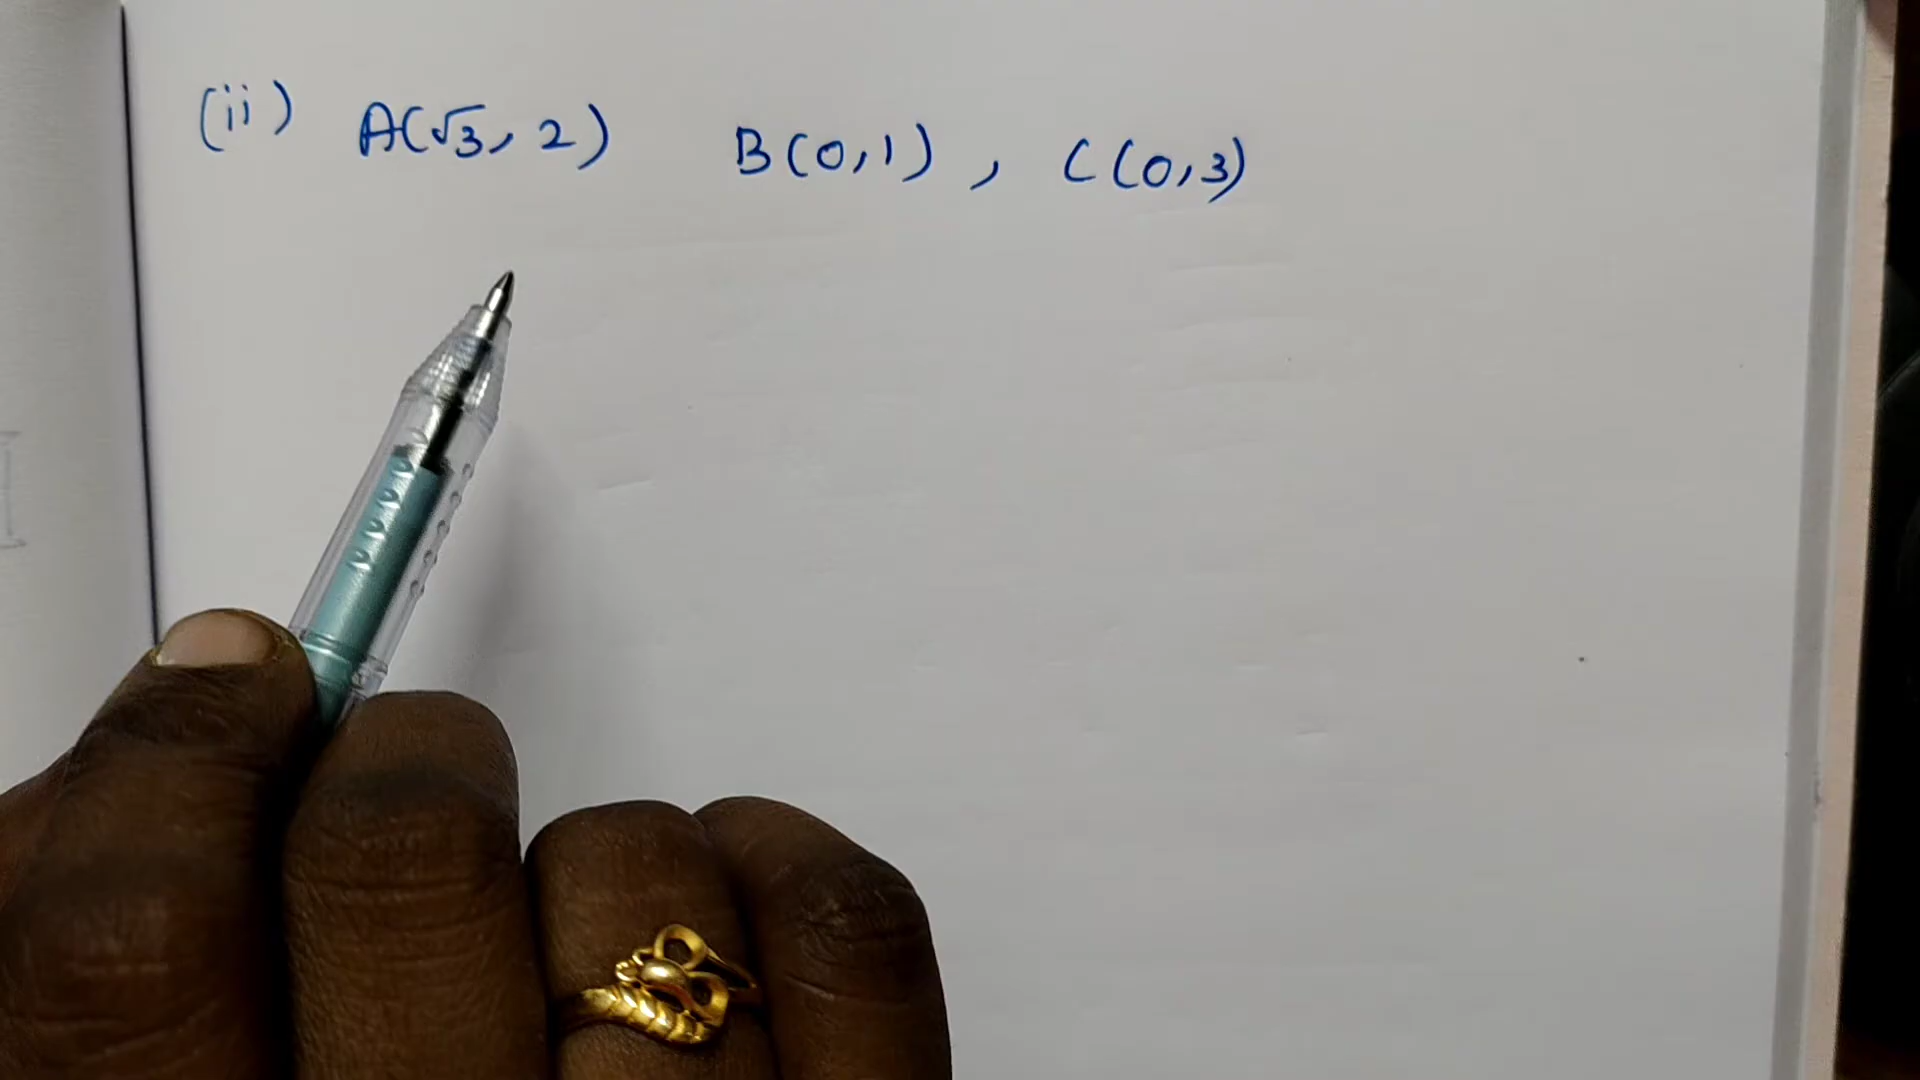 (ii) A(√3, 2) B(0,1) , C(0,3)